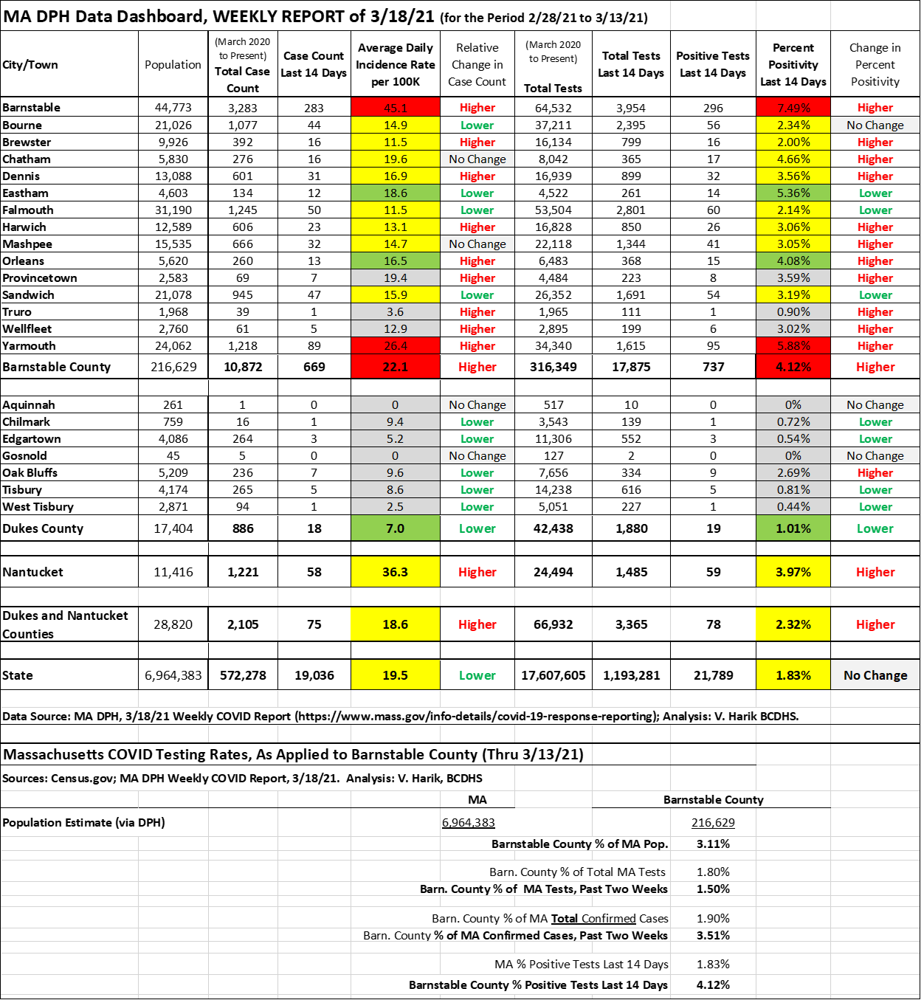 MA DPH Data Dashboard, WEEKLY REPORT of 3/18/21 (for the Period 2/28/21 to 3/13/21)
City/Town Population (March 2020 to Present) Total Case Count Case Count Last 14 Days Average Daily Incidence Rate per 100K Relative Change in Case Count (March 2020 to Present) Total Tests Total Tests Last 14 Days Positive Tests Last 14 Days Percent Positivity Last 14 Days Change in Percent Positivity
Barnstable 44,773 3,283 283 45.1 Higher 64,532 3,954 296 7.49% Higher
Bourne 21,026 1,077 44 14.9 Lower 37,211 2,395 56 2.34% No Change
Brewster 9,926 392 16 11.5 Higher 16,134 799 16 2.00% Higher
Chatham 5,830 276 16 19.6 No Change 8,042 365 17 4.66% Higher
Dennis 13,088 601 31 16.9 Higher 16,939 899 32 3.56% Higher
Eastham 4,603 134 12 18.6 Lower 4,522 261 14 5.36% Lower
Falmouth 31,190 1,245 50 11.5 Lower 53,504 2,801 60 2.14% Lower
Harwich 12,589 606 23 13.1 Higher 16,828 850 26 3.06% Higher
Mashpee 15,535 666 32 14.7 No Change 22,118 1,344 41 3.05% Higher
Orleans 5,620 260 13 16.5 Higher 6,483 368 15 4.08% Higher
Provincetown 2,583 69 7 19.4 Higher 4,484 223 8 3.59% Higher
Sandwich 21,078 945 47 15.9 Lower 26,352 1,691 54 3.19% Lower
Truro 1,968 39 1 3.6 Higher 1,965 111 1 0.90% Higher
Wellfleet 2,760 61 5 12.9 Higher 2,895 199 6 3.02% Higher
Yarmouth 24,062 1,218 89 26.4 Higher 34,340 1,615 95 5.88% Higher
Barnstable County 216,629 10,872 669 22.1 Higher 316,349 17,875 737 4.12% Higher
Aquinnah 261 1 0 0 No Change 517 10 0 0% No Change
Chilmark 759 16 1 9.4 Lower 3,543 139 1 0.72% Lower
Edgartown 4,086 264 3 5.2 Lower 11,306 552 3 0.54% Lower
Gosnold 45 5 0 0 No Change 127 2 0 0% No Change
Oak Bluffs 5,209 236 7 9.6 Lower 7,656 334 9 2.69% Higher
Tisbury 4,174 265 5 8.6 Lower 14,238 616 5 0.81% Lower
West Tisbury 2,871 94 1 2.5 Lower 5,051 227 1 0.44% Lower
Dukes County 17,404 886 18 7.0 Lower 42,438 1,880 19 1.01% Lower
Nantucket 11,416 1,221 58 36.3 Higher 24,494 1,485 59 3.97% Higher
Dukes and Nantucket Counties 28,820 2,105 75 18.6 Higher 66,932 3,365 78 2.32% Higher
State 6,964,383 572,278 19,036 19.5 Lower 17,607,605 1,193,281 21,789 1.83% No Change
Data Source: MA DPH, 3/18/21 Weekly COVID Report (https://www.mass.gov/info-details/covid-19-response-reporting); Analysis: V. Harik BCDHS.
Massachusetts COVID Testing Rates, As Applied to Barnstable County (Thru 3/13/21)
Sources: Census.gov; MA DPH Weekly COVID Report, 3/18/21. Analysis: V. Harik, BCDHS
MA Barnstable County
Population Estimate (via DPH) 6,964,383 216,629
Barnstable County % of MA Pop. 3.11%
Barn. County % of Total MA Tests 1.80%
Barn. County % of MA Tests, Past Two Weeks 1.50%
Barn. County % of MA Total Confirmed Cases 1.90%
Barn. County % of MA Confirmed Cases, Past Two Weeks 3.51%
MA % Positive Tests Last 14 Days 1.83%
Barnstable County % Positive Tests Last 14 Days 4.12%